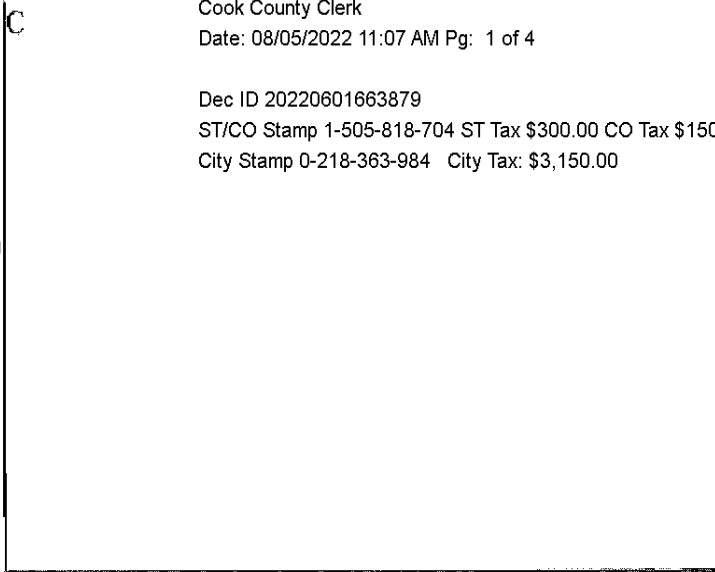 C
Cook County Clerk
Date: 08/05/2022 11:07 AM Pg: 1 of 4
Dec ID 20220601663879
ST/CO Stamp 1-505-818-704 ST Tax $300.00 CO Tax $150
City Stamp 0-218-363-984 City Tax: $3,150.00